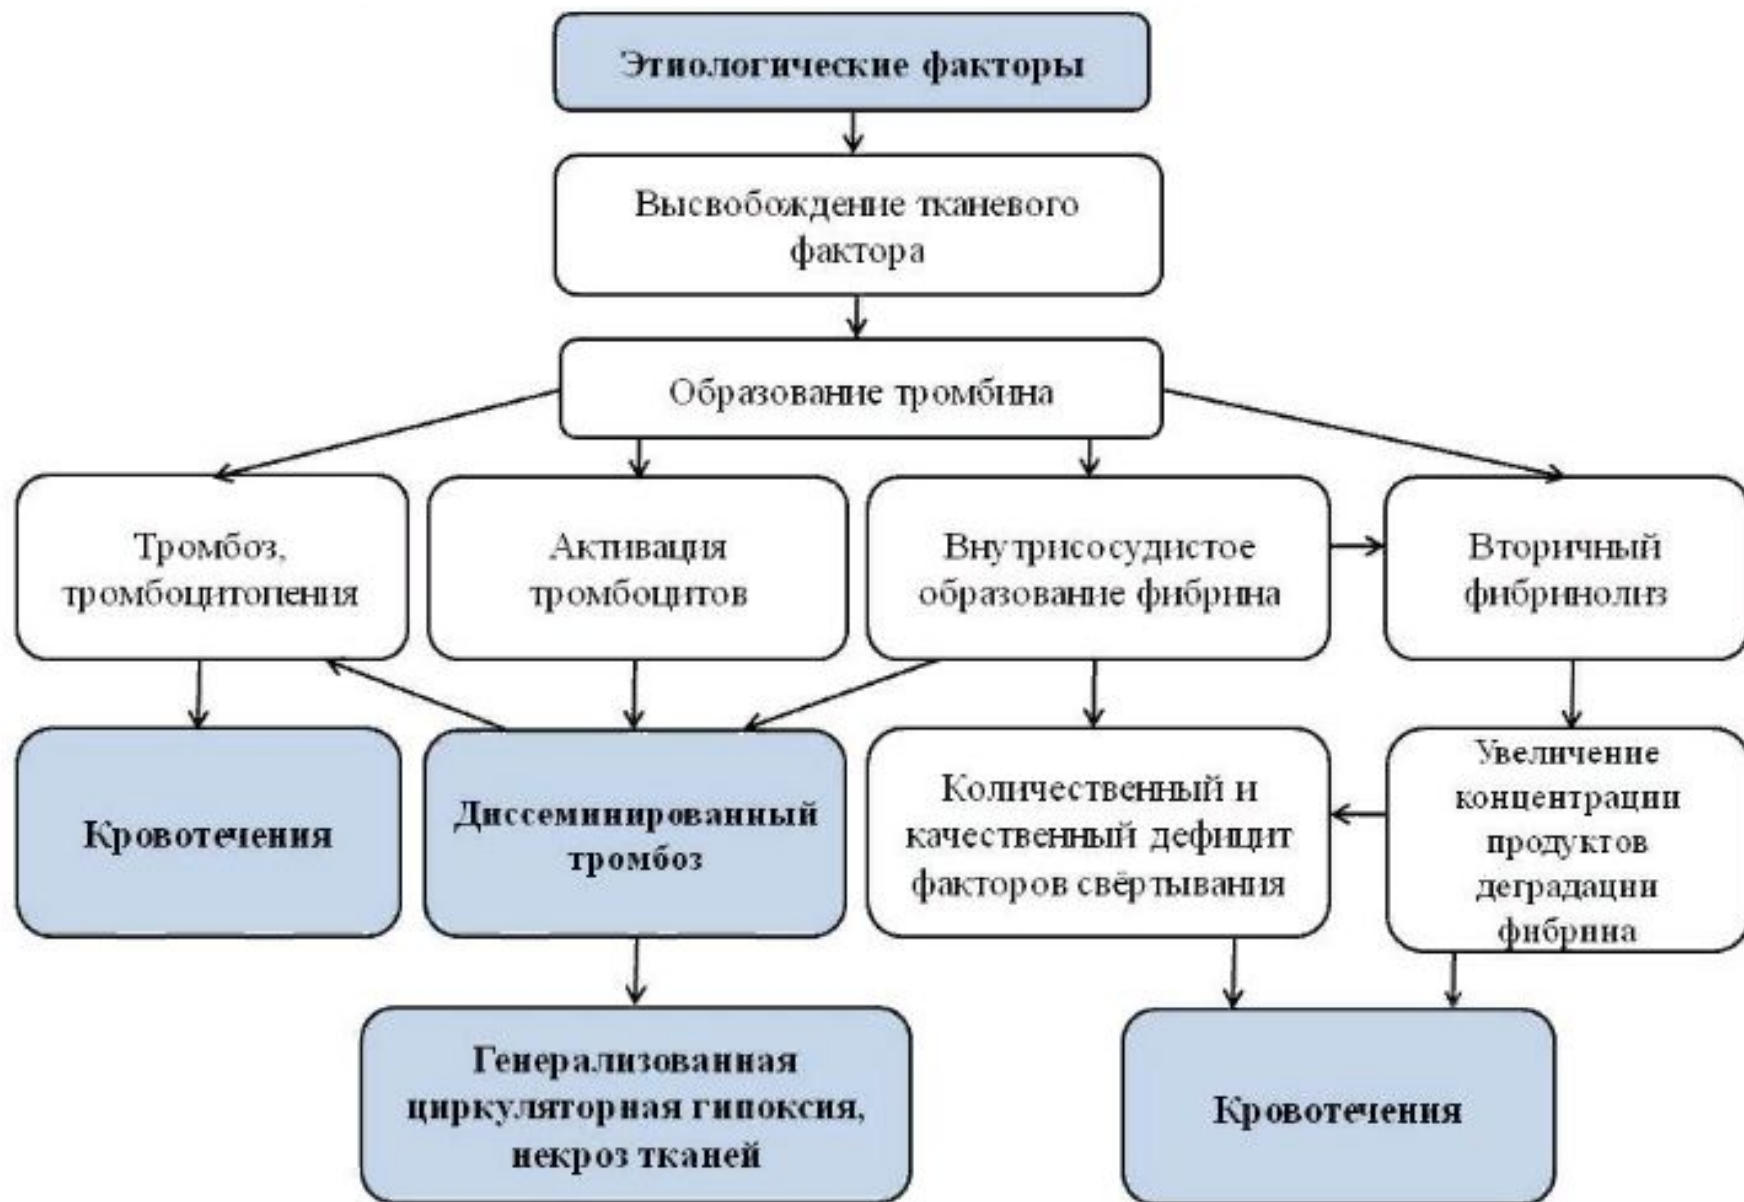 Этиологические факторы
Высвобождение тканевого
фактора
Образование тромбина
Тромбоз,
тромбоцитопения
Активация
тромбоцитов
Внутрисосудистое
образование фибрина
Вторичный
фибринолиз
Кровотечения
Диссеминированный
тромбоз
Количественный и
качественный дефицит
факторов свёртывания
Увеличение
концентрации
продуктов
деградации
фибрина
Генерализованная
циркуляторная гипоксия,
некроз тканей
Кровотечения